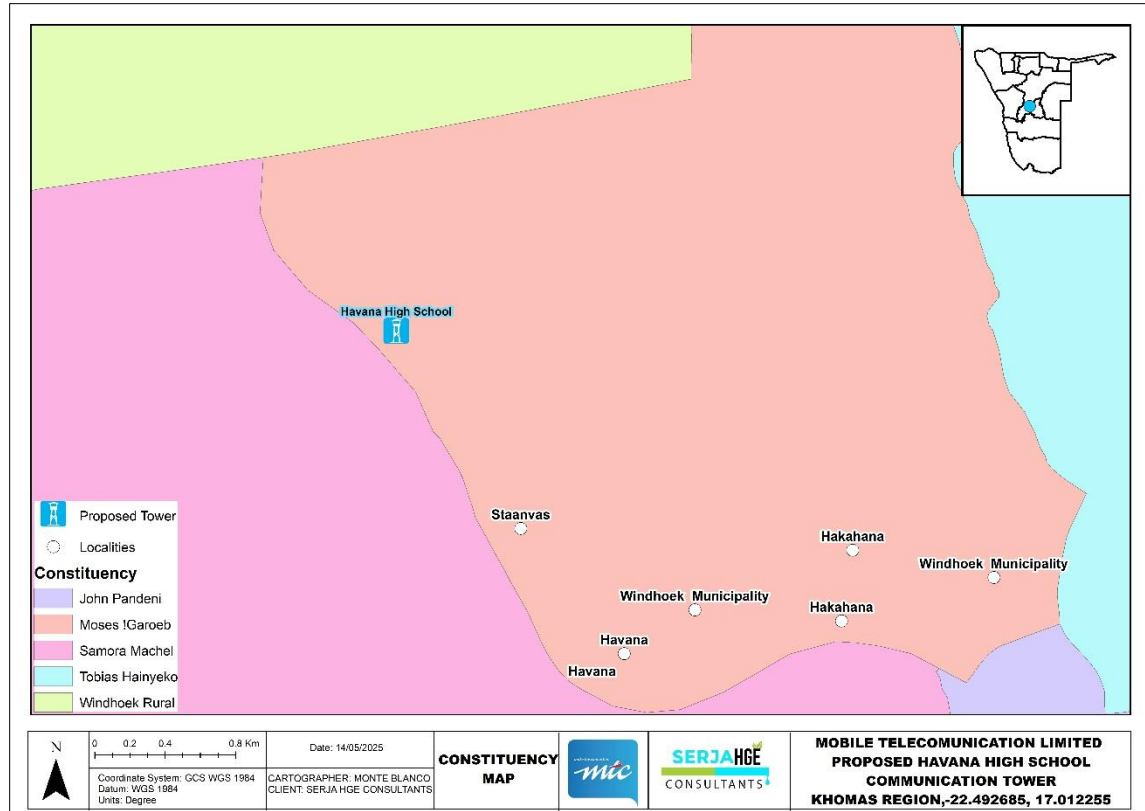 Havana High School
Staanvas
Hakahana
Windhoek Municipality
Windhoek Municipality
Hakahana
Havana
Havana
Proposed Tower
Localities
Constituency
John Pandeni
Moses !Garoeb
Samora Machel
Tobias Hainyeko
Windhoek Rural
N
0 0.2 0.4 0.8 Km
Coordinate System: GCS WGS 1984
Datum: WGS 1984
Units: Degree
Date: 14/05/2025
CARTOGRAPHER: MONTE BLANCO
CLIENT: SERJA HGE CONSULTANTS
CONSTITUENCY
MAP
mtc
SERJA HGE
CONSULTANTS
MOBILE TELECOMUNICATION LIMITED
PROPOSED HAVANA HIGH SCHOOL
COMMUNICATION TOWER
KHOMAS REGION,-22.492685, 17.012255